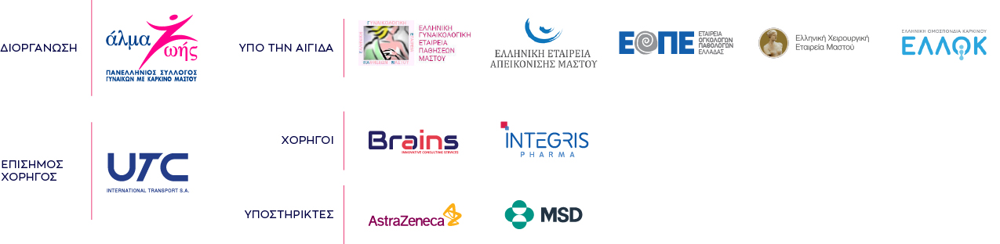 ΔΙΟΡΓΑΝΩΣΗ
άλμα
Ζωής
ΠΑΝΕΛΛΗΝΙΟΣ ΣΥΛΛΟΓΟΣ
ΓΥΝΑΙΚΩΝ ΜΕ ΚΑΡΚΙΝΟ ΜΑΣΤΟΥ
ΥΠΟ ΤΗΝ ΑΙΓΙΔΑ
ΕΛΛΗΝΙΚΗ
ΓΥΝΑΙΚΟΛΟΓΙΚΗ
ΕΤΑΙΡΕΙΑ
ΠΑΘΗΣΕΩΝ
ΜΑΣΤΟΥ
ΕΛΛΗΝΙΚΗ ΕΤΑΙΡΕΙΑ
ΑΠΕΙΚΟΝΙΣΗΣ ΜΑΣΤΟΥ
ΕΟΠΕ
ΕΤΑΙΡΕΙΑ
ΟΓΚΟΛΟΓΩΝ
ΠΑΘΟΛΟΓΩΝ
ΕΛΛΑΔΑΣ
Ελληνική Χειρουργική
Εταιρεία Μαστού
ΕΛΛΗΝΙΚΗ ΟΜΟΣΠΟΝΔΙΑ ΚΑΡΚΙΝΟΥ
ΕΛΛΟΚ
ΕΠΙΣΗΜΟΣ
ΧΟΡΗΓΟΣ
UTC
INTERNATIONAL TRANSPORT S.A.
ΧΟΡΗΓΟΙ
Brains
INNOVATIVE CONSULTING SERVICES
INTEGRIS
PHARMA
ΥΠΟΣΤΗΡΙΚΤΕΣ
AstraZeneca
MSD